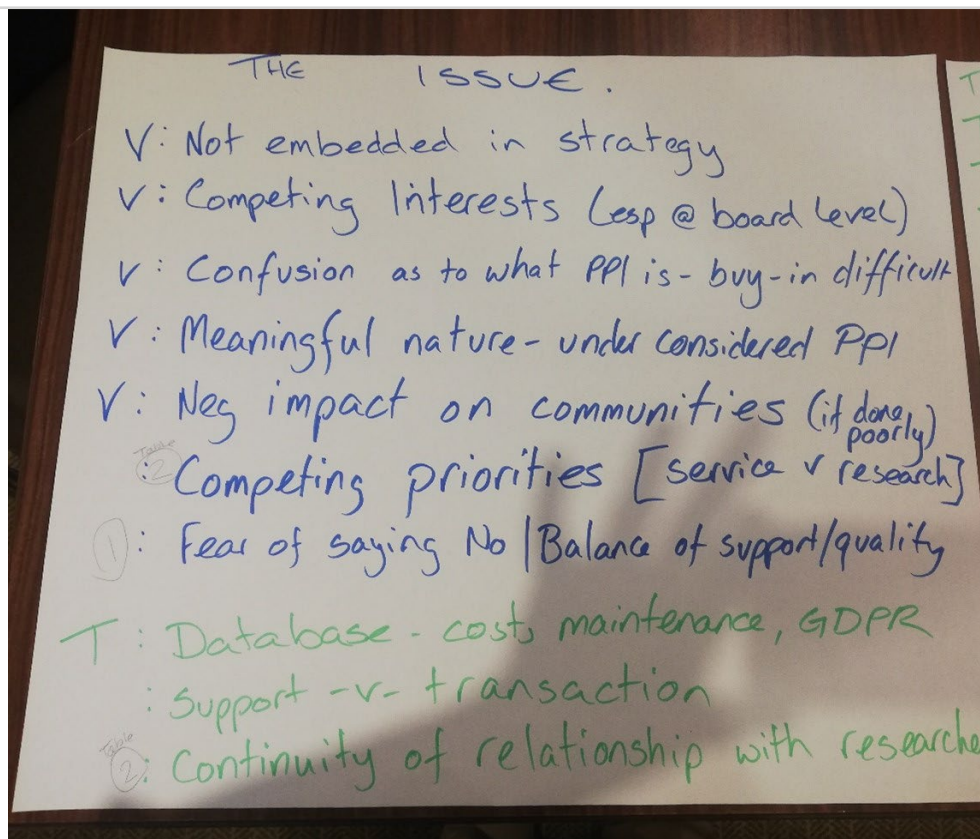 THE ISSUE.
V: Not embedded in strategy
V: Competing Interests (esp @ board level)
V: Confusion as to what PPI is - buy-in difficult
V: Meaningful nature - under considered PPI
V: Neg impact on communities (if done poorly)
Table 2 : Competing priorities [service v research]
1 : Fear of saying No | Balance of support/quality
T: Database - costs, maintenance, GDPR
: Support -v- transaction
Table 2 : Continuity of relationship with researche